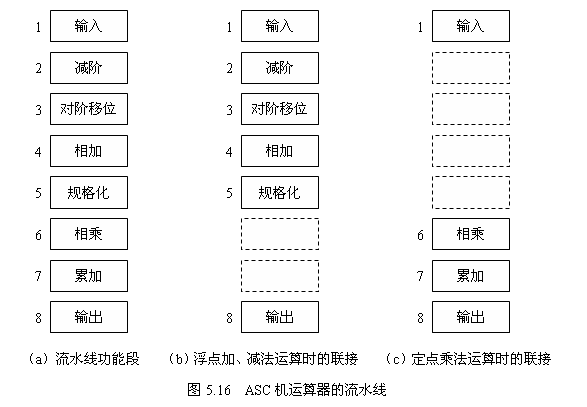 1 输入 1 输入 1 输入
2 减阶 2 减阶
3 对阶移位 3 对阶移位
4 相加 4 相加
5 规格化 5 规格化
6 相乘 6 相乘
7 累加 7 累加
8 输出 8 输出 8 输出
(a) 流水线功能段 (b) 浮点加、减法运算时的联接 (c) 定点乘法运算时的联接
图 5.16 ASC 机运算器的流水线